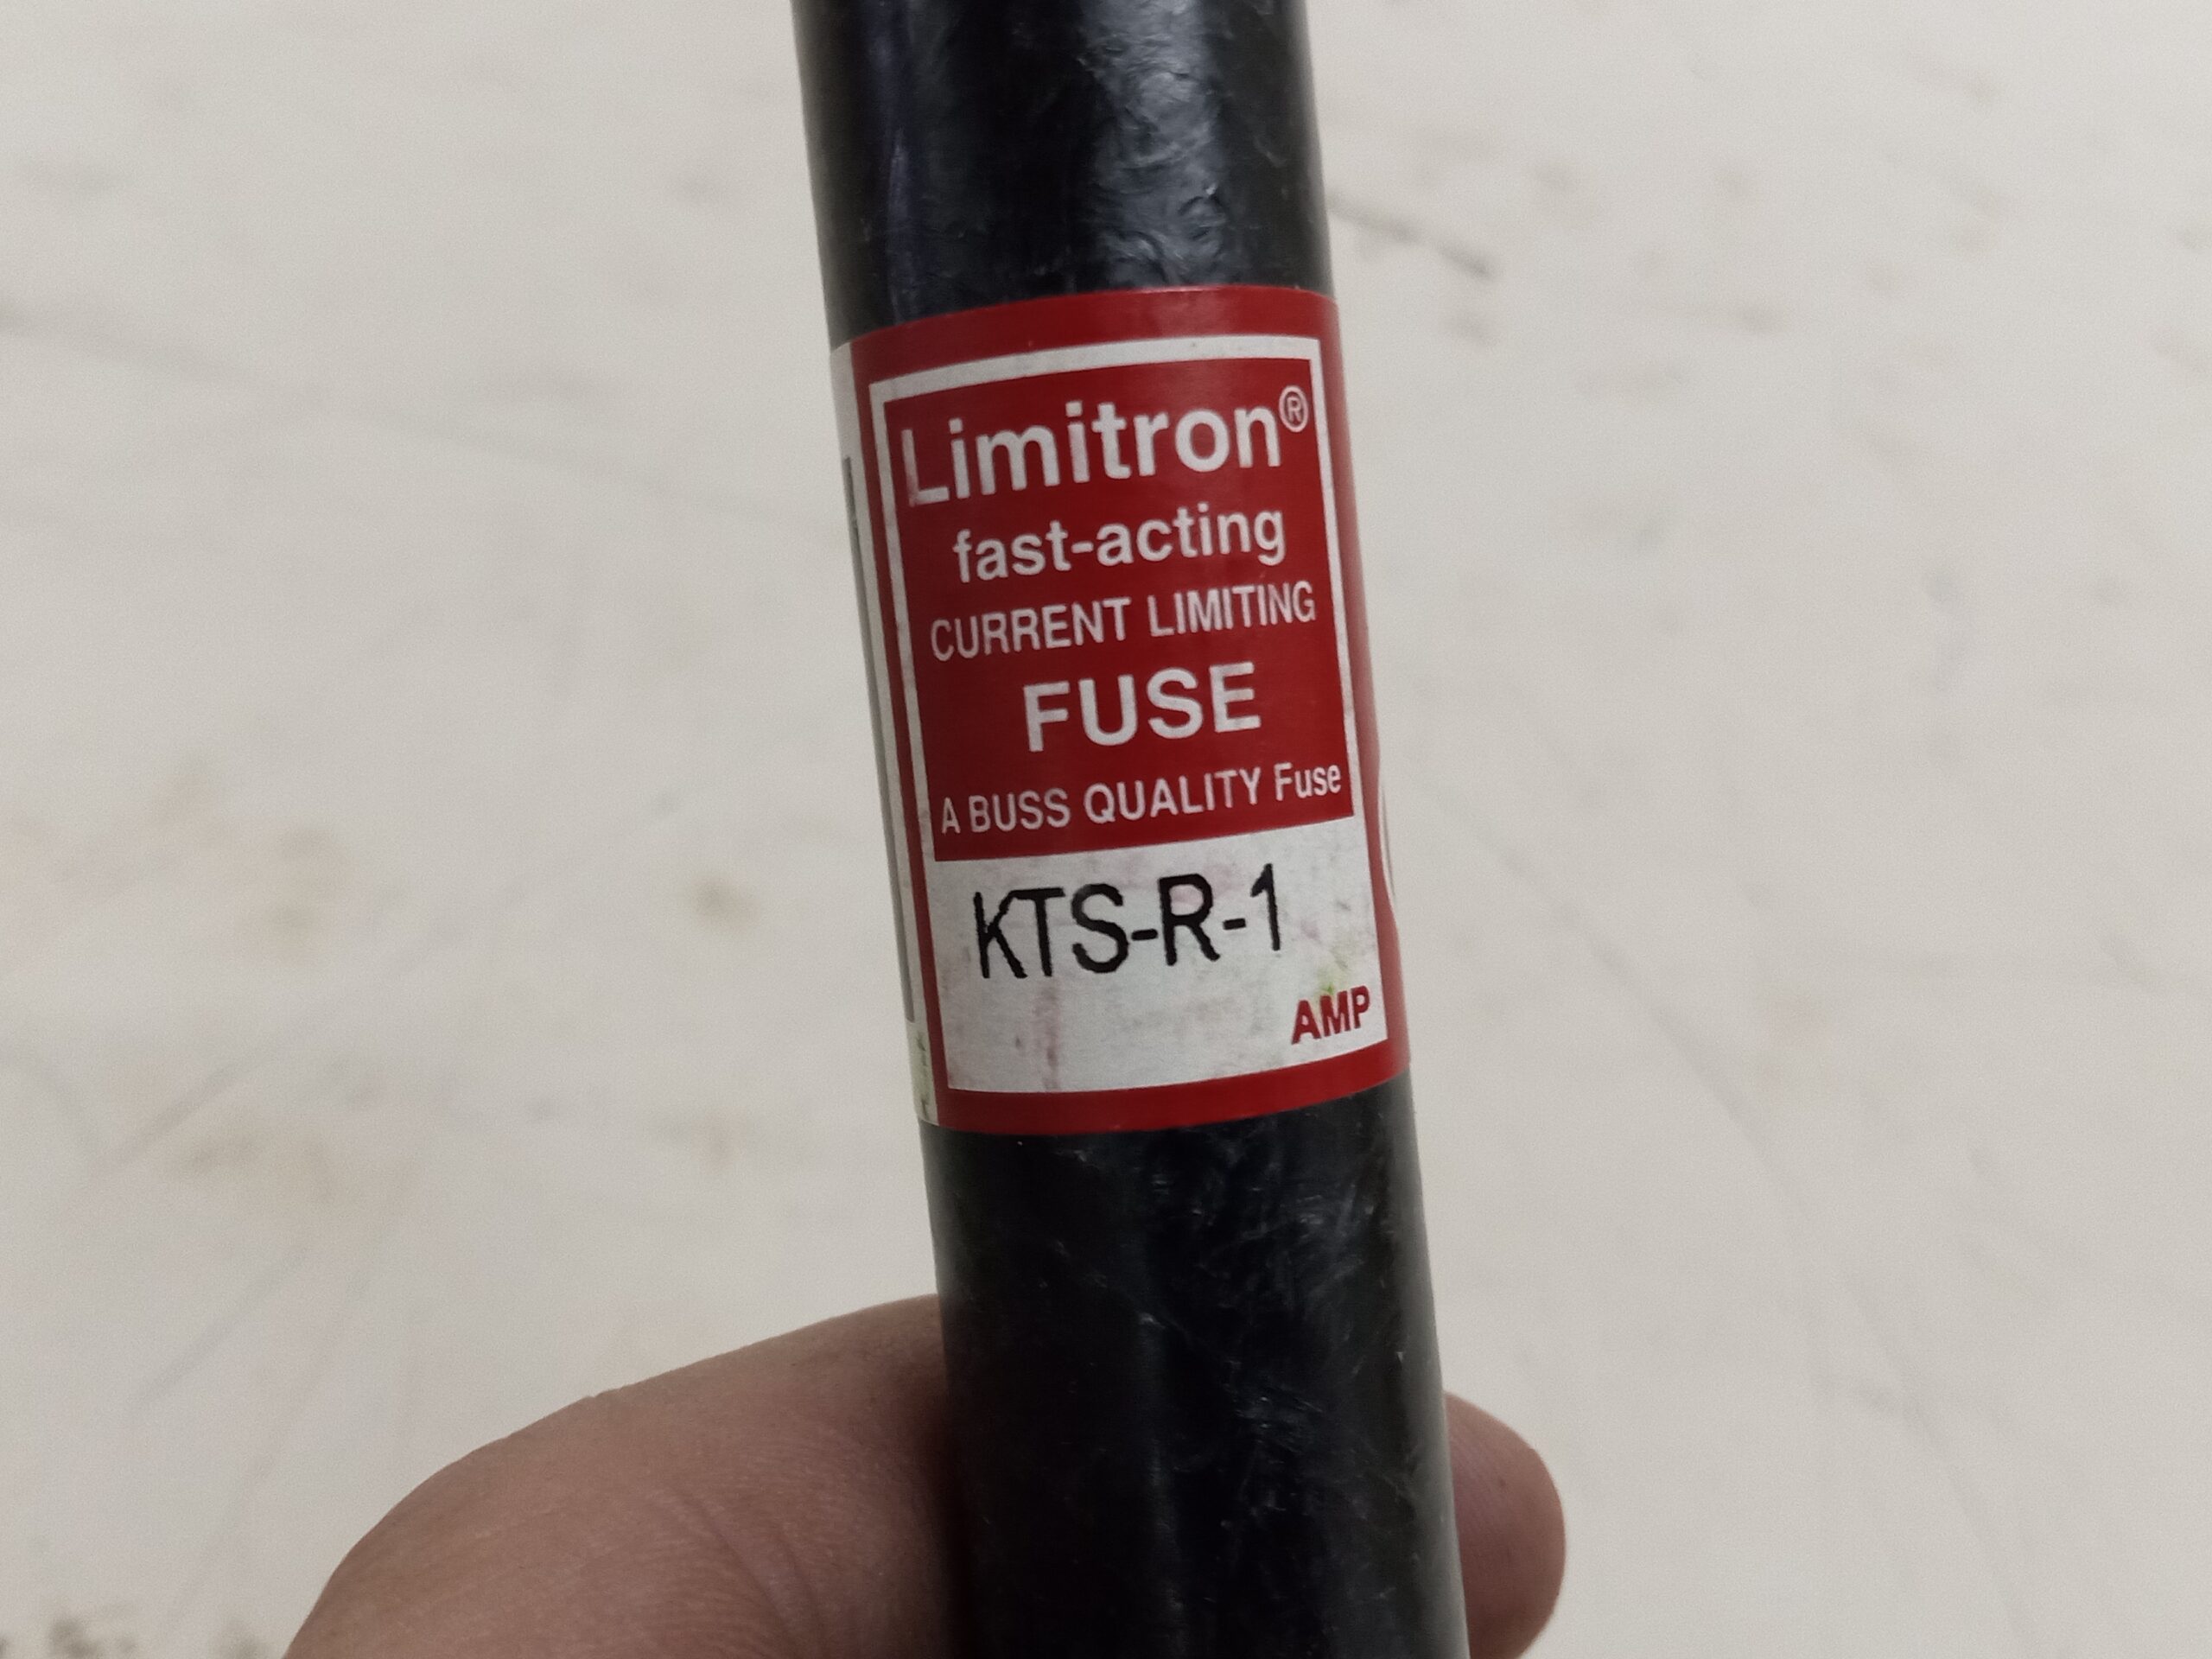 Limitron®
fast-acting
CURRENT LIMITING
FUSE
A BUSS QUALITY Fuse
KTS-R-1
AMP